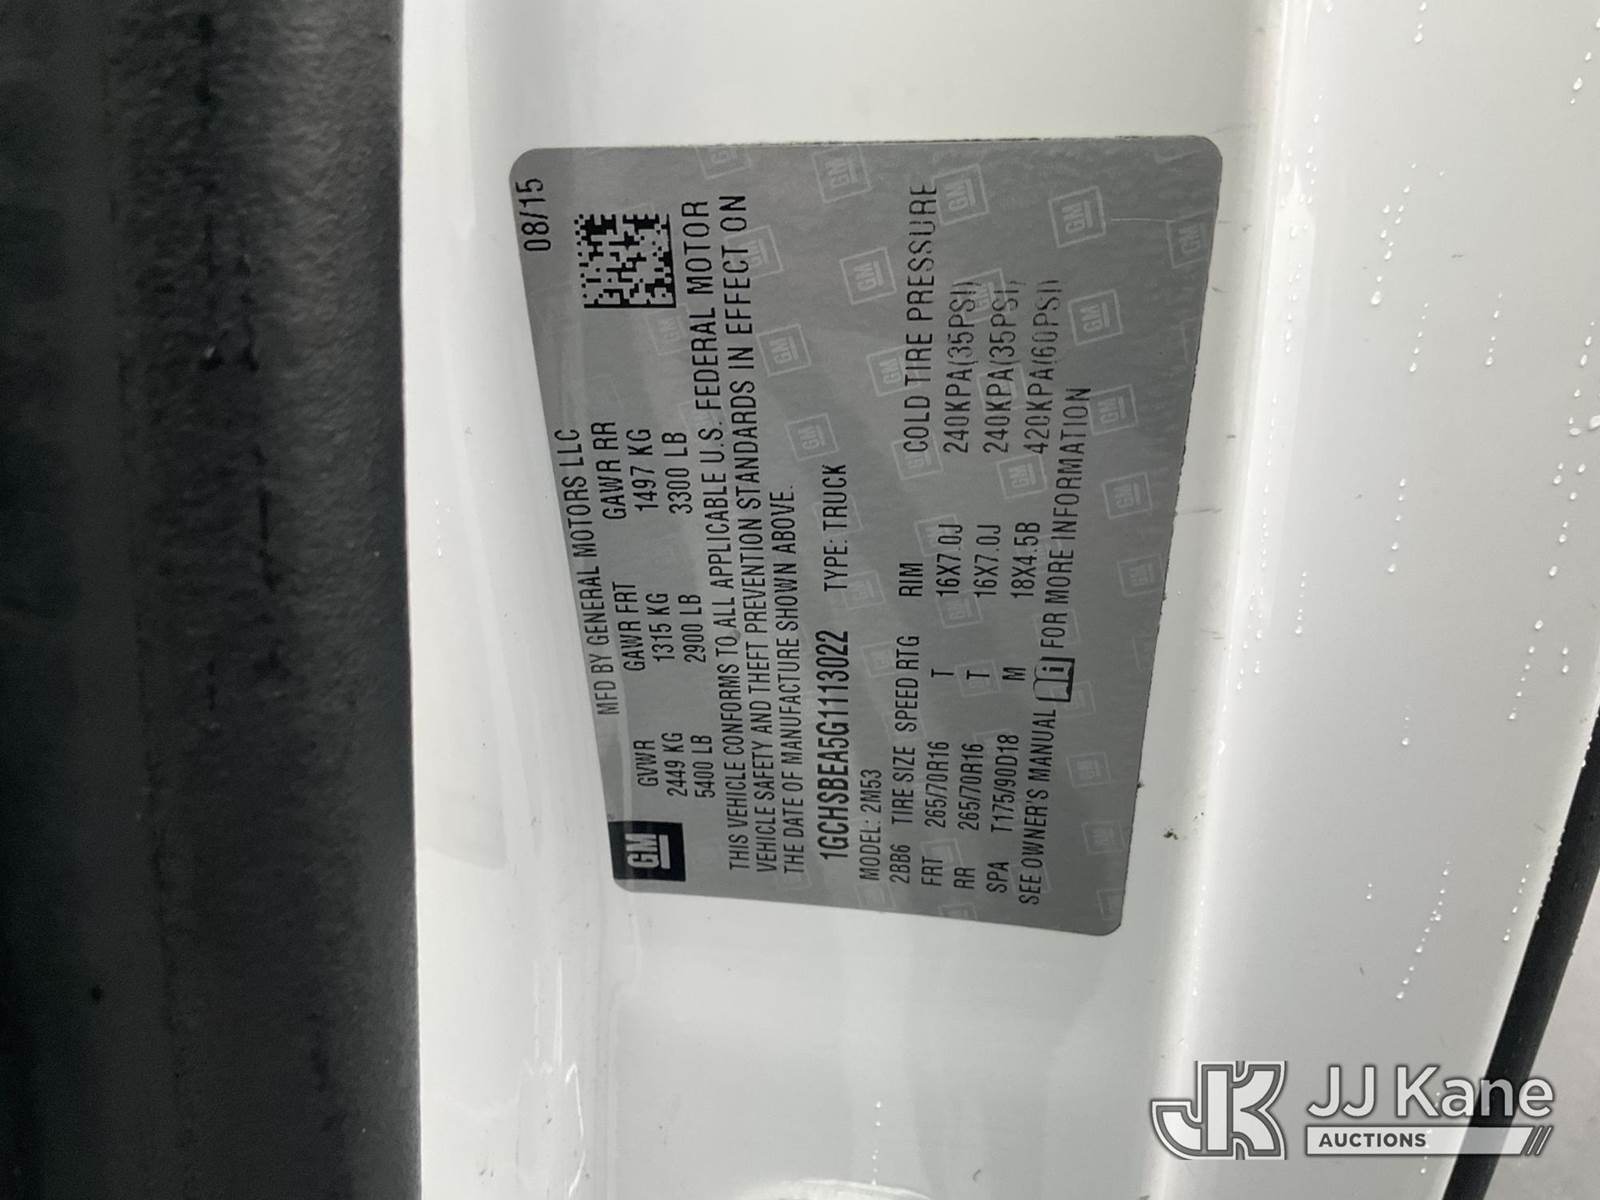 08/15
MFD BY GENERAL MOTORS LLC
GM
GVWR GAWR FRT GAWR RR
2449 KG 1315 KG 1497 KG
5400 LB 2900 LB 3300 LB
THIS VEHICLE CONFORMS TO ALL APPLICABLE U.S. FEDERAL MOTOR
VEHICLE SAFETY AND THEFT PREVENTION STANDARDS IN EFFECT ON
THE DATE OF MANUFACTURE SHOWN ABOVE.
1GCHSBEA5G1113022 TYPE: TRUCK
MODEL: 2M53
2BB6 TIRE SIZE SPEED RTG RIM COLD TIRE PRESSURE
FRT 265/70R16 T 16X7.0J 240KPA(35PSI)
RR 265/70R16 T 16X7.0J 240KPA(35PSI)
SPA T175/90D18 M 18X4.5B 420KPA(60PSI)
SEE OWNER'S MANUAL i FOR MORE INFORMATION
JK JJ Kane
AUCTIONS